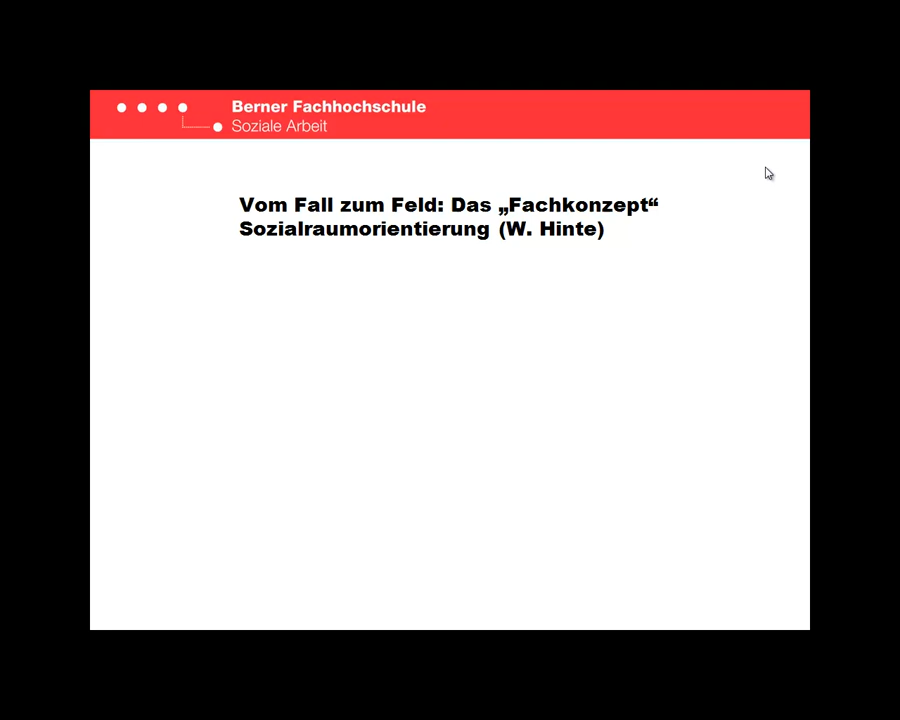 Berner Fachhochschule
Soziale Arbeit
Vom Fall zum Feld: Das „Fachkonzept“
Sozialraumorientierung (W. Hinte)